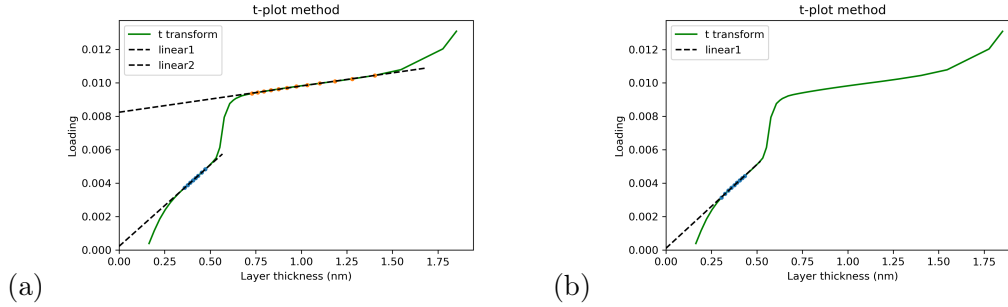 t-plot method
t transform
linear1
linear2
Loading
0.012
0.010
0.008
0.006
0.004
0.002
0.000
0.00 0.25 0.50 0.75 1.00 1.25 1.50 1.75
Layer thickness (nm)
(a)
t-plot method
t transform
linear1
Loading
0.012
0.010
0.008
0.006
0.004
0.002
0.000
0.00 0.25 0.50 0.75 1.00 1.25 1.50 1.75
Layer thickness (nm)
(b)